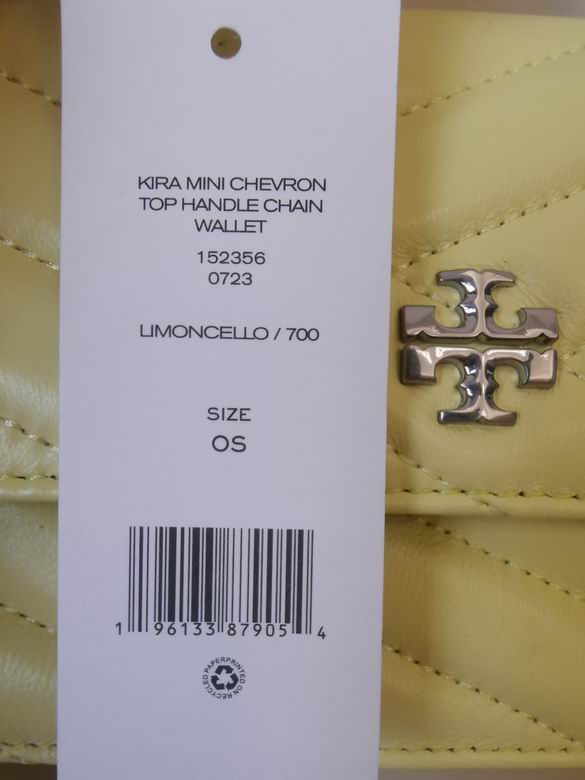 KIRA MINI CHEVRON
TOP HANDLE CHAIN
WALLET
152356
0723
LIMONCELLO / 700
SIZE
OS
1 96133 87905 4
PRINTED ON RECYCLED PAPER